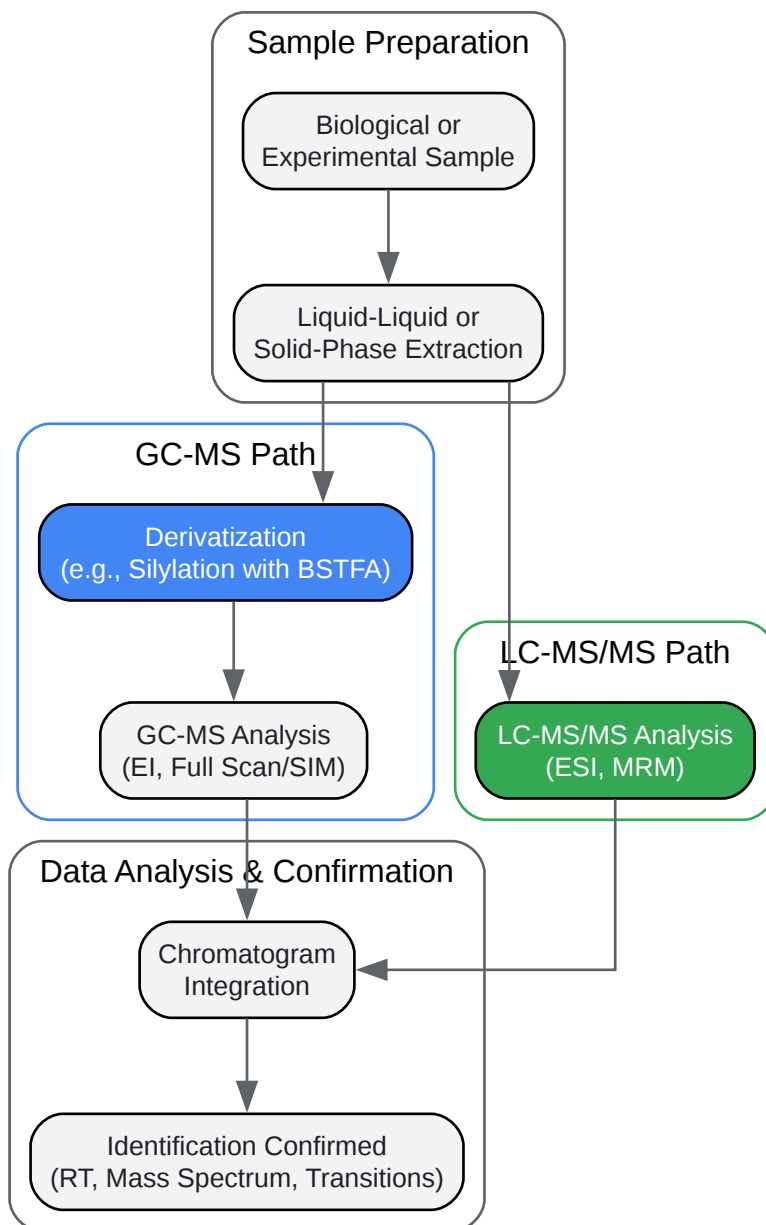 Sample Preparation
Biological or
Experimental Sample
Liquid-Liquid or
Solid-Phase Extraction
GC-MS Path
Derivatization
(e.g., Silylation with BSTFA)
LC-MS/MS Path
GC-MS Analysis
(EI, Full Scan/SIM)
LC-MS/MS Analysis
(ESI, MRM)
Data Analysis & Confirmation
Chromatogram
Integration
Identification Confirmed
(RT, Mass Spectrum, Transitions)